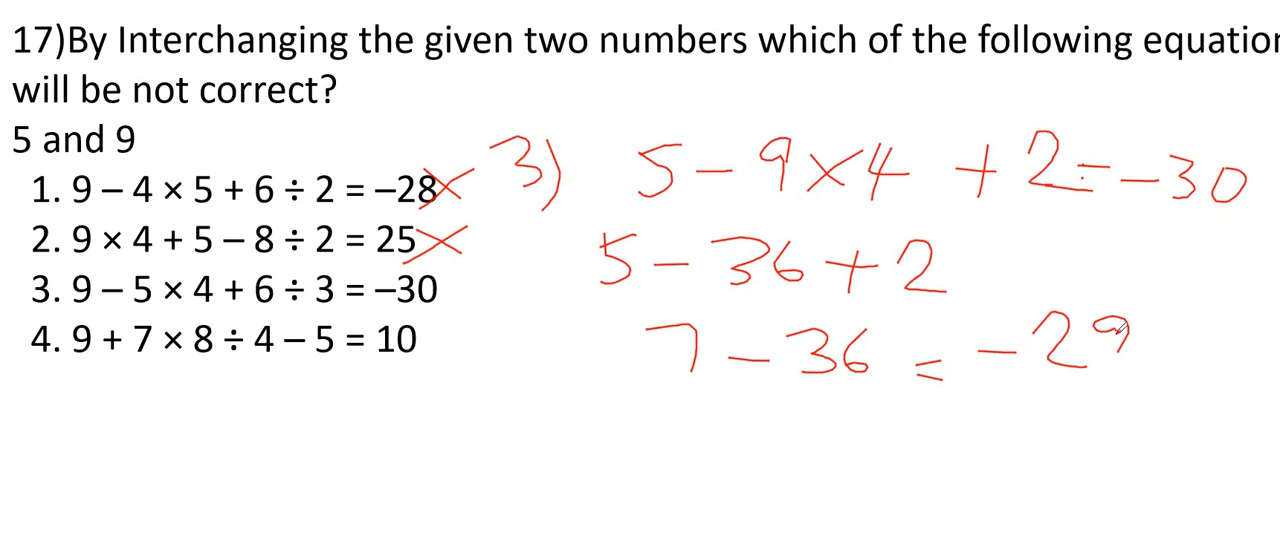 17)By Interchanging the given two numbers which of the following equation
will be not correct?
5 and 9
1. 9 – 4 × 5 + 6 ÷ 2 = –28
2. 9 × 4 + 5 – 8 ÷ 2 = 25
3. 9 – 5 × 4 + 6 ÷ 3 = –30
4. 9 + 7 × 8 ÷ 4 – 5 = 10
3) 5 - 9 × 4 + 2 = -30
5 - 36 + 2
7 - 36 = -29